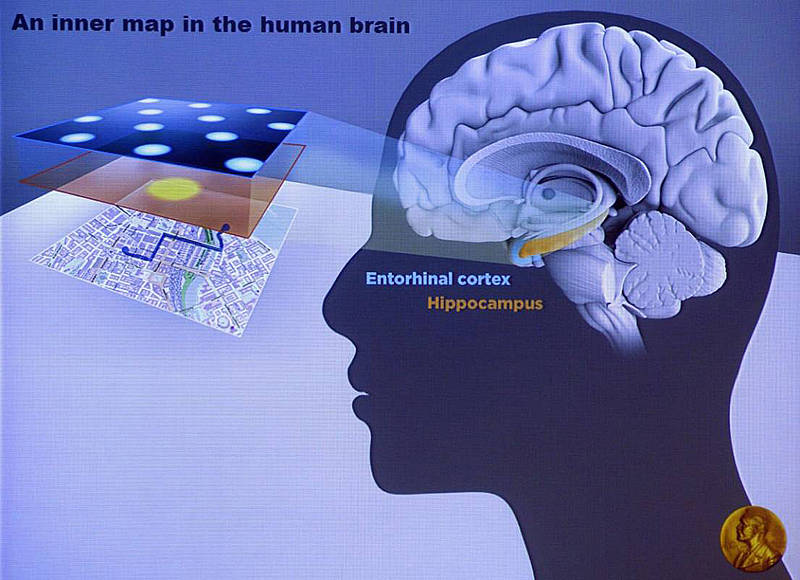 An inner map in the human brain
Entorhinal cortex
Hippocampus